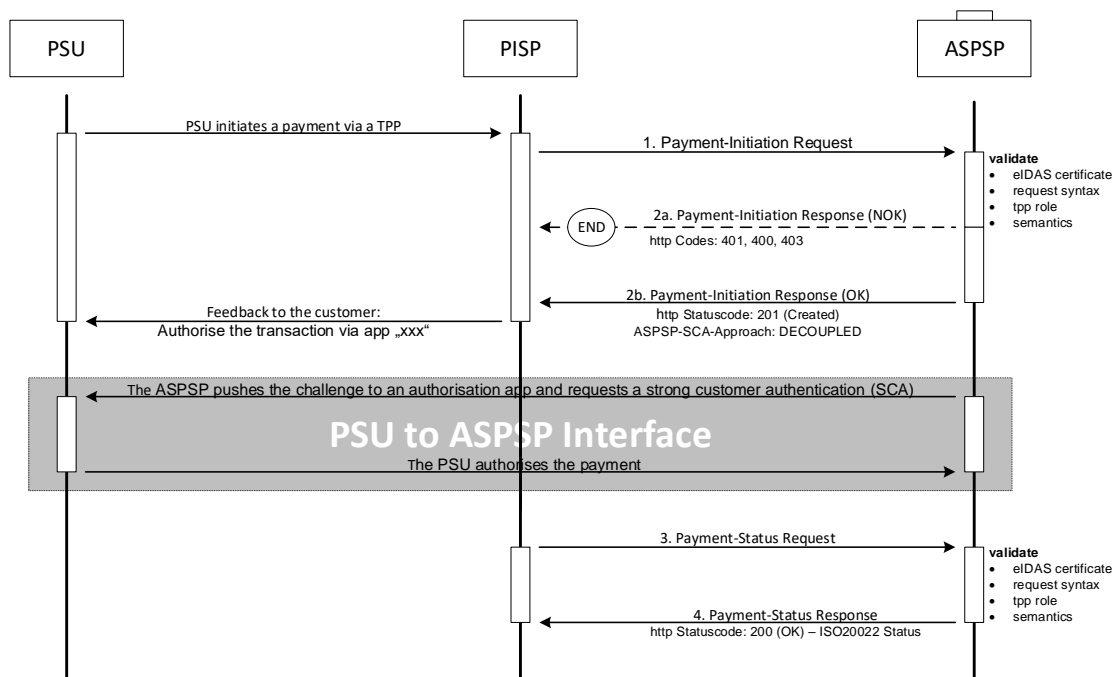 PSU
PISP
ASPSP
PSU initiates a payment via a TPP
1. Payment-Initiation Request
validate
• eIDAS certificate
• request syntax
• tpp role
• semantics
END
2a. Payment-Initiation Response (NOK)
http Codes: 401, 400, 403
2b. Payment-Initiation Response (OK)
http Statuscode: 201 (Created)
ASPSP-SCA-Approach: DECOUPLED
Feedback to the customer:
Authorise the transaction via app „xxx“
The ASPSP pushes the challenge to an authorisation app and requests a strong customer authentication (SCA)
PSU to ASPSP Interface
The PSU authorises the payment
3. Payment-Status Request
validate
• eIDAS certificate
• request syntax
• tpp role
• semantics
4. Payment-Status Response
http Statuscode: 200 (OK) – ISO20022 Status